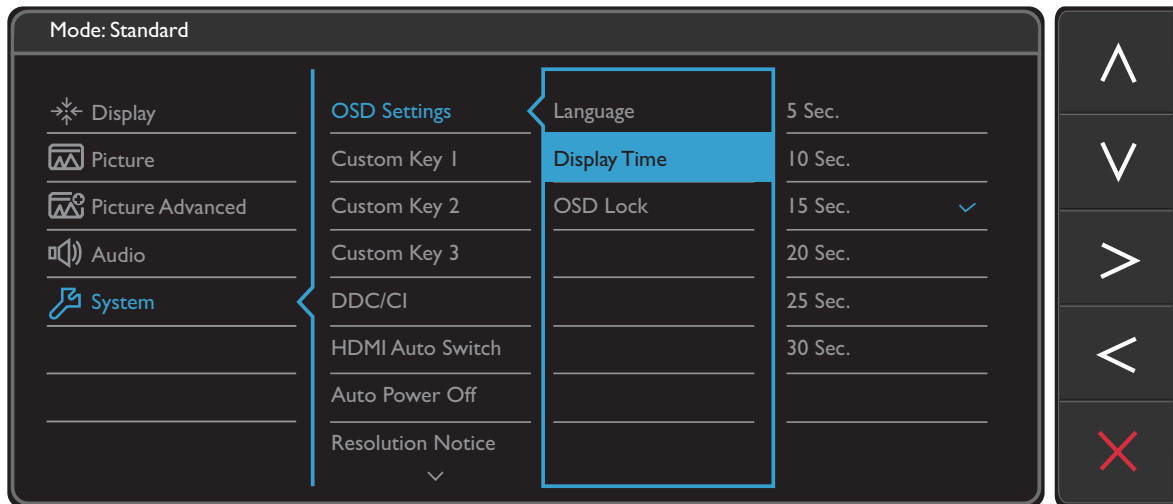 Mode: Standard
Display
Picture
Picture Advanced
Audio
System
OSD Settings
Custom Key 1
Custom Key 2
Custom Key 3
DDC/CI
HDMI Auto Switch
Auto Power Off
Resolution Notice
Language
Display Time
OSD Lock
5 Sec.
10 Sec.
15 Sec.
20 Sec.
25 Sec.
30 Sec.